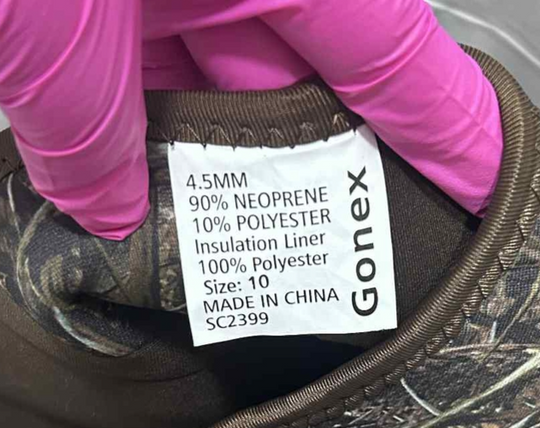 4.5MM
90% NEOPRENE
10% POLYESTER
Insulation Liner
100% Polyester
Size: 10
MADE IN CHINA
SC2399
Gonex